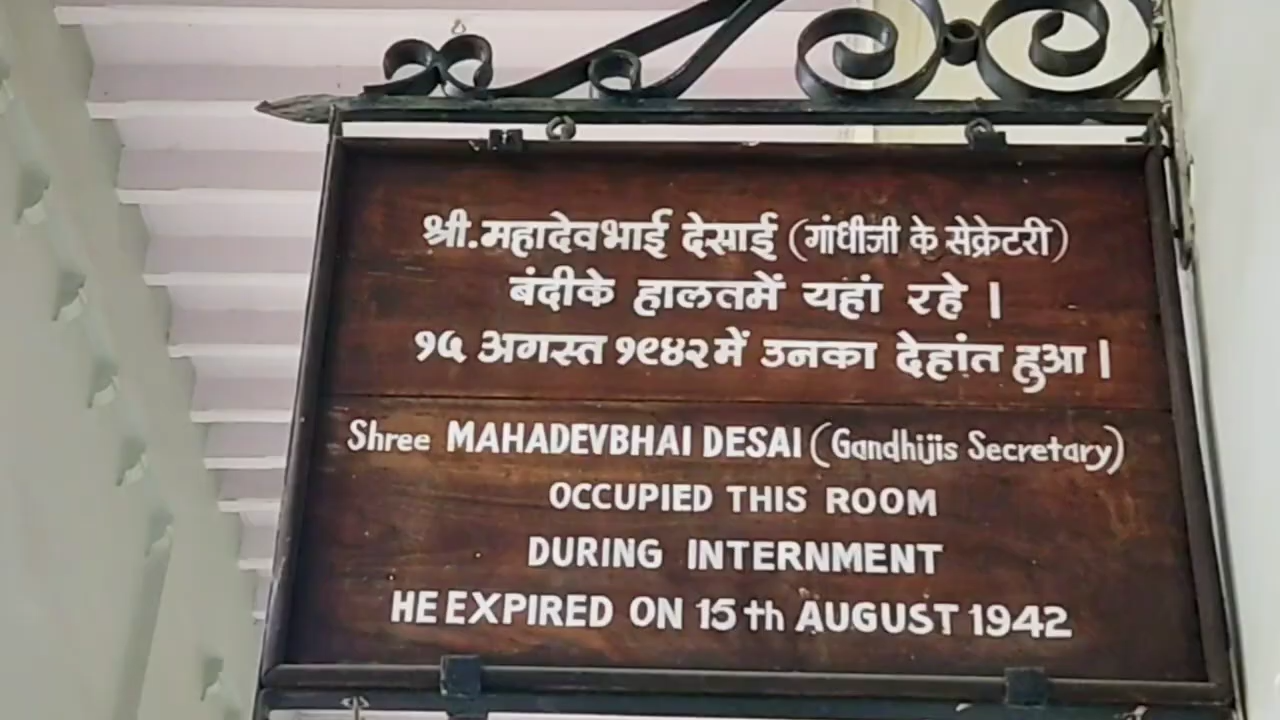 श्री.महादेवभाई देसाई (गांधीजी के सेक्रेटरी)
बंदीके हालतमें यहां रहे ।
१५ अगस्त १९४२में उनका देहांत हुआ ।
Shree MAHADEVBHAI DESAI (Gandhijis Secretary)
OCCUPIED THIS ROOM
DURING INTERNMENT
HE EXPIRED ON 15th AUGUST 1942